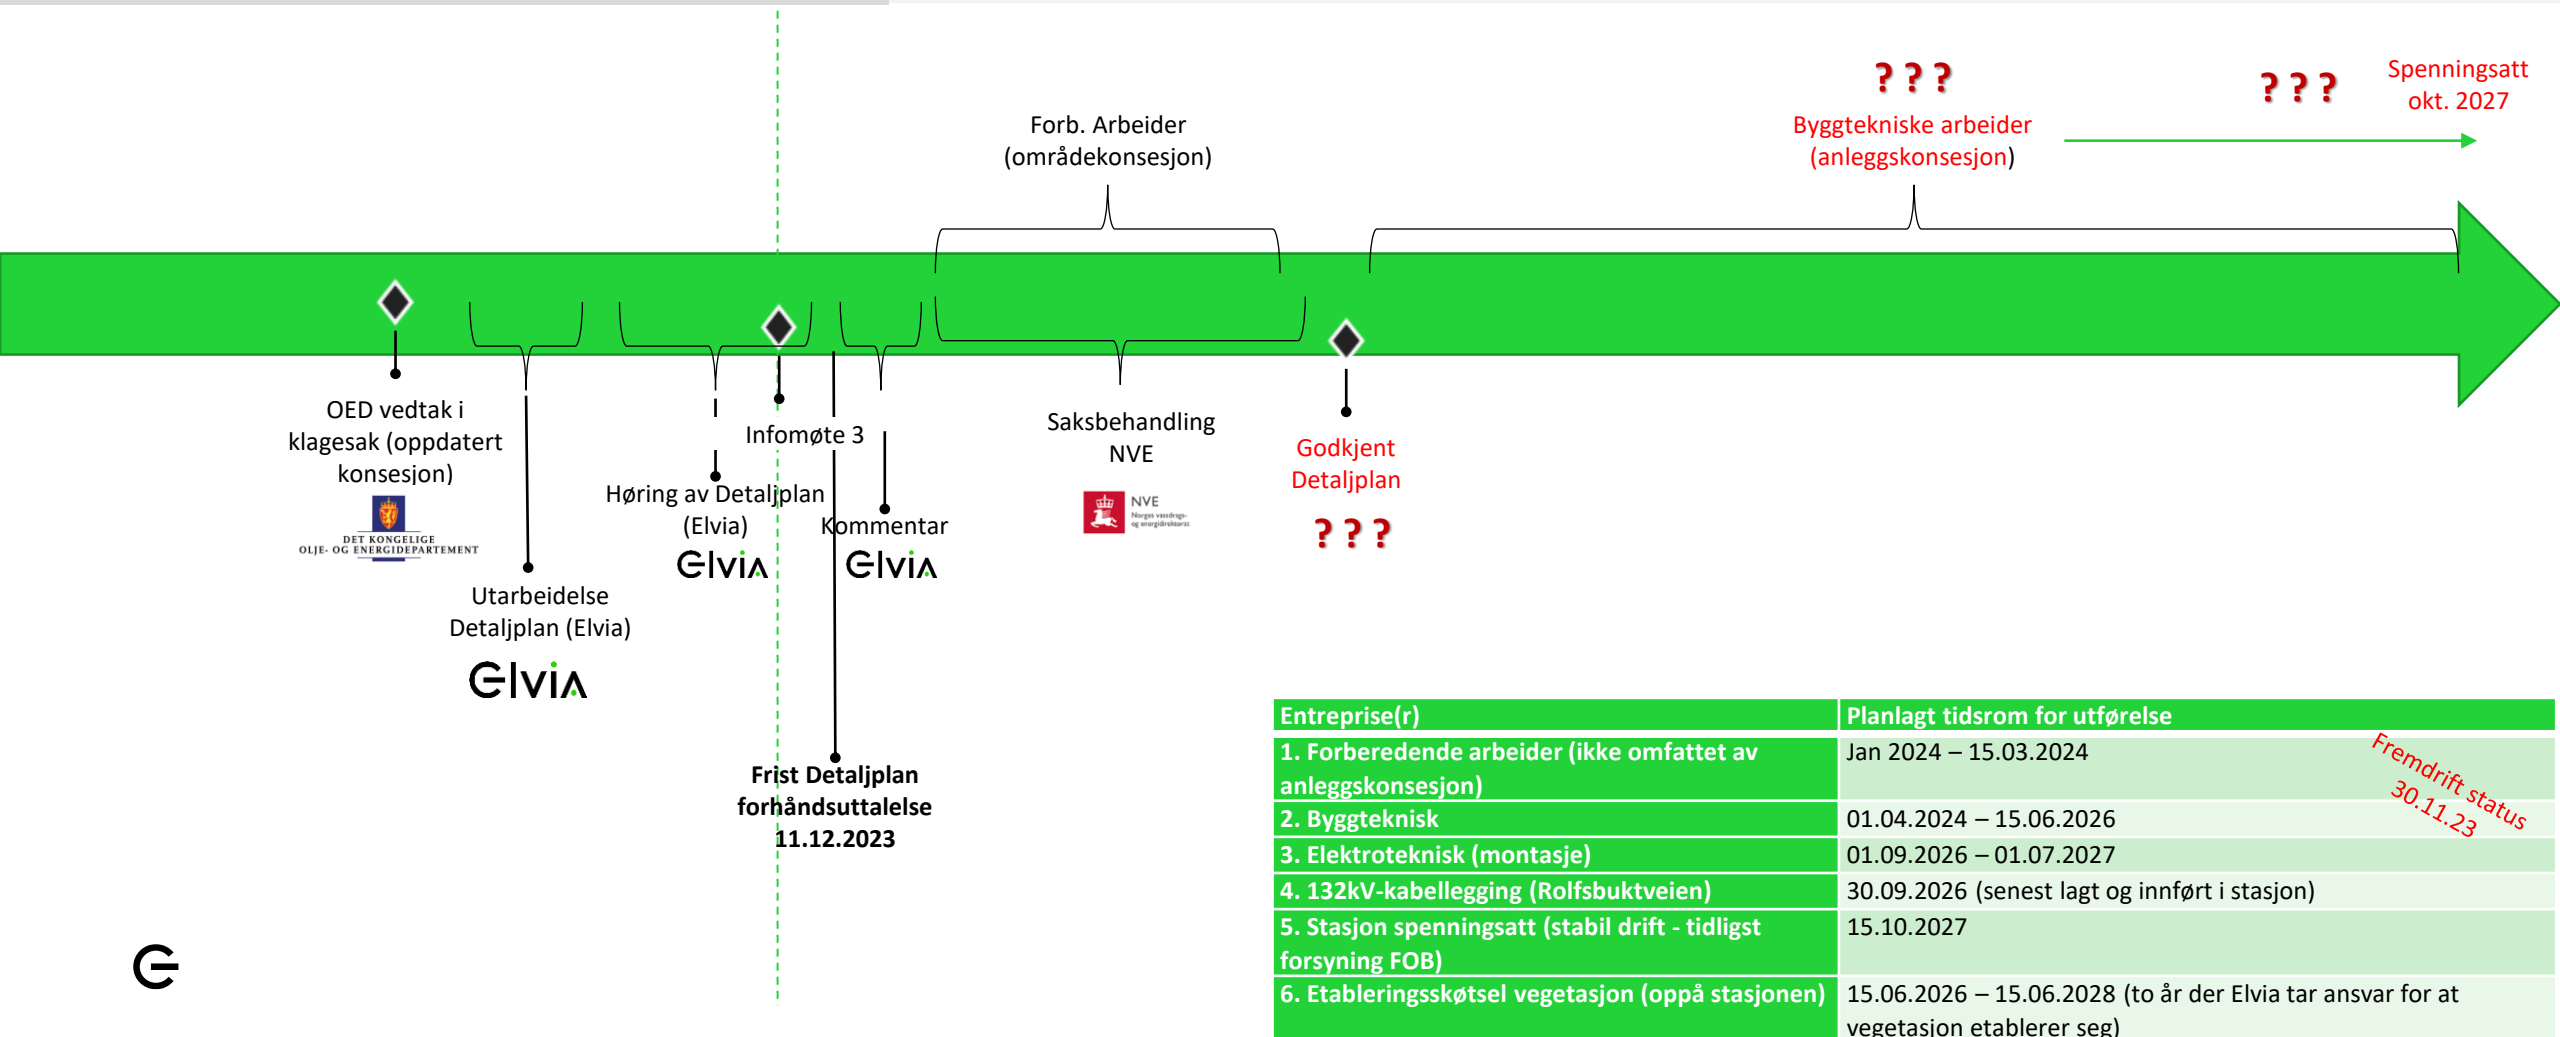 ? ? ?
? ? ?
Spenningsatt
okt. 2027
Forb. Arbeider
(områdekonsesjon)
Byggtekniske arbeider
(anleggskonsesjon)
OED vedtak i
klagesak (oppdatert
konsesjon)
DET KONGELIGE
OLJE- OG ENERGIDEPARTEMENT
Utarbeidelse
Detaljplan (Elvia)
Elvia
Høring av Detaljplan
(Elvia)
Elvia
Infomøte 3
Kommentar
Elvia
Frist Detaljplan
forhåndsuttalelse
11.12.2023
Saksbehandling
NVE
NVE
Norges vassdrags-
og energidirektorat
Godkjent
Detaljplan
? ? ?
Entreprise(r)
Planlagt tidsrom for utførelse
1. Forberedende arbeider (ikke omfattet av
anleggskonsesjon)
Jan 2024 – 15.03.2024
Fremdrift status
30.11.23
2. Byggteknisk
01.04.2024 – 15.06.2026
3. Elektroteknisk (montasje)
01.09.2026 – 01.07.2027
4. 132kV-kabellegging (Rolfsbuktveien)
30.09.2026 (senest lagt og innført i stasjon)
5. Stasjon spenningsatt (stabil drift - tidligst
forsyning FOB)
15.10.2027
6. Etableringsskøtsel vegetasjon (oppå stasjonen)
15.06.2026 – 15.06.2028 (to år der Elvia tar ansvar for at
vegetasjon etablerer seg)